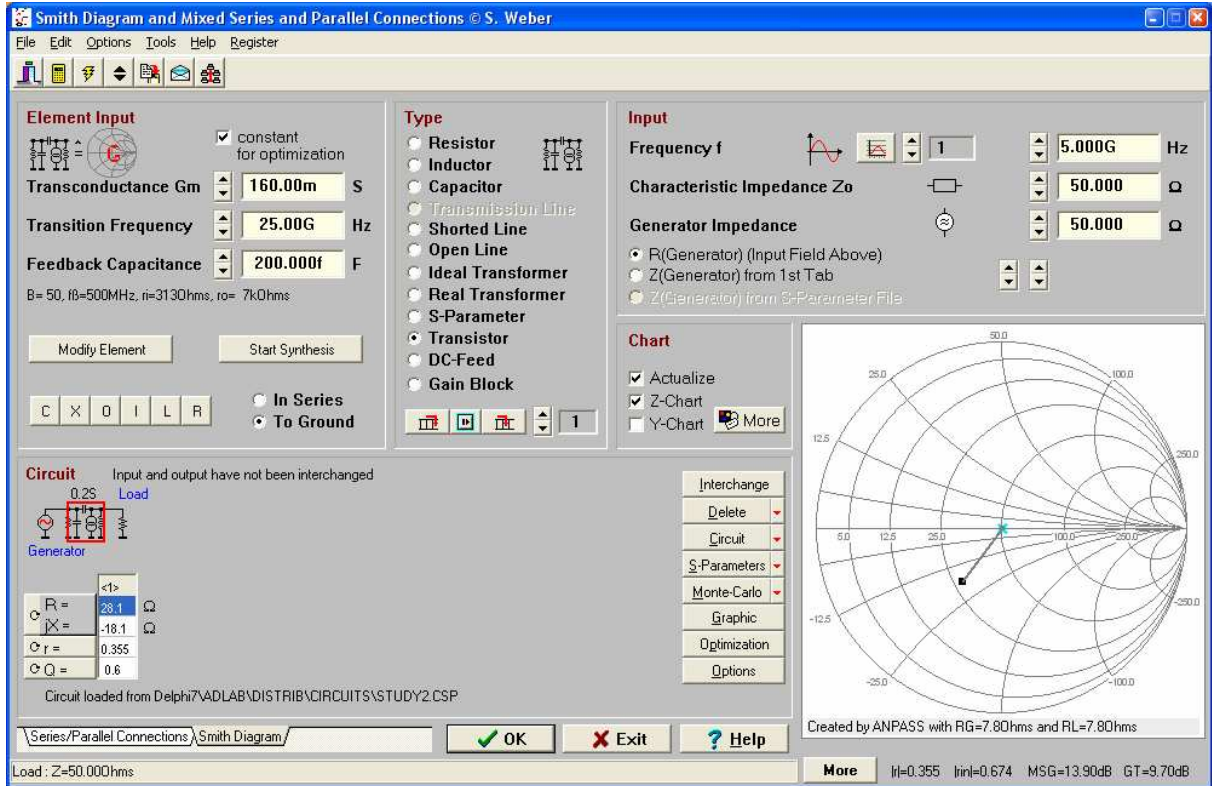 Smith Diagram and Mixed Series and Parallel Connections © S. Weber
File Edit Options Tools Help Register
Element Input
constant
for optimization
Transconductance Gm 160.00m S
Transition Frequency 25.00G Hz
Feedback Capacitance 200.000f F
B= 50, fß=500MHz, ri=313Ohms, ro= 7kOhms
Modify Element Start Synthesis
C X O I L R
In Series
To Ground
Type
Resistor
Inductor
Capacitor
Transmission Line
Shorted Line
Open Line
Ideal Transformer
Real Transformer
S-Parameter
Transistor
DC-Feed
Gain Block
1
Input
Frequency f 1 5.000G Hz
Characteristic Impedance Zo 50.000 Ω
Generator Impedance 50.000 Ω
R(Generator) (Input Field Above)
Z(Generator) from 1st Tab
Z(Generator) from S-Parameter File
Chart
Actualize
Z-Chart
Y-Chart More
50.0
25.0 100.0
12.5 250.0
5.0 12.5 25.0 100.0 250.0
-12.5 -250.0
-25.0 -100.0
Created by ANPASS with RG=7.8Ohms and RL=7.8Ohms
Circuit Input and output have not been interchanged
0.2S Load
Generator
<1>
R = 28.1 Ω
jX = -18.1 Ω
r = 0.355
Q = 0.6
Circuit loaded from Delphi7\ADLAB\DISTRIB\CIRCUITS\STUDY2.CSP
Interchange
Delete
Circuit
S-Parameters
Monte-Carlo
Graphic
Optimization
Options
Series/Parallel Connections Smith Diagram OK Exit ? Help
Load : Z=50.00Ohms More |r|=0.355 |rin|=0.674 MSG=13.90dB GT=9.70dB